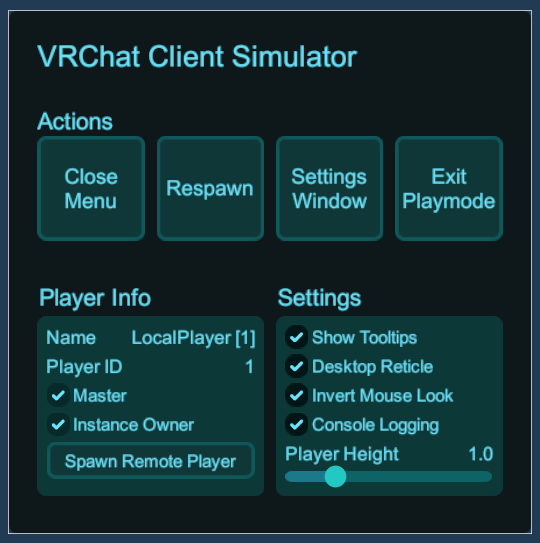 VRChat Client Simulator
Actions
Close
Menu
Respawn
Settings
Window
Exit
Playmode
Player Info
Name LocalPlayer [1]
Player ID 1
Master
Instance Owner
Spawn Remote Player
Settings
Show Tooltips
Desktop Reticle
Invert Mouse Look
Console Logging
Player Height 1.0